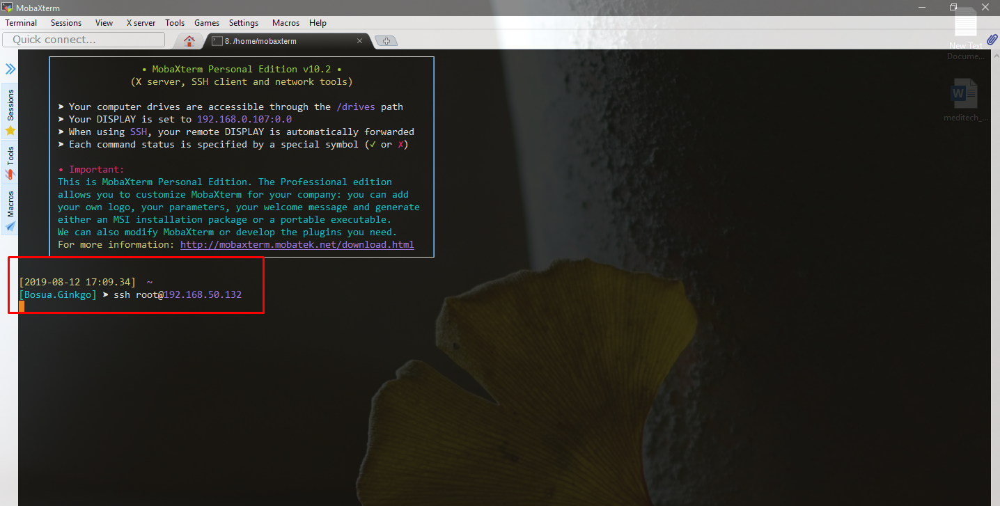 MobaXterm
Terminal Sessions View X server Tools Games Settings Macros Help
Quick connect...
8. /home/mobaxterm
New Text
Docume...
meditech_...
Sessions
Tools
Macros
• MobaXterm Personal Edition v10.2 •
(X server, SSH client and network tools)
➤ Your computer drives are accessible through the /drives path
➤ Your DISPLAY is set to 192.168.0.107:0.0
➤ When using SSH, your remote DISPLAY is automatically forwarded
➤ Each command status is specified by a special symbol (✓ or ✗)
• Important:
This is MobaXterm Personal Edition. The Professional edition
allows you to customize MobaXterm for your company: you can add
your own logo, your parameters, your welcome message and generate
either an MSI installation package or a portable executable.
We can also modify MobaXterm or develop the plugins you need.
For more information: http://mobaxterm.mobatek.net/download.html
[2019-08-12 17:09.34] ~
[Bosua.Ginkgo] ➤ ssh root@192.168.50.132